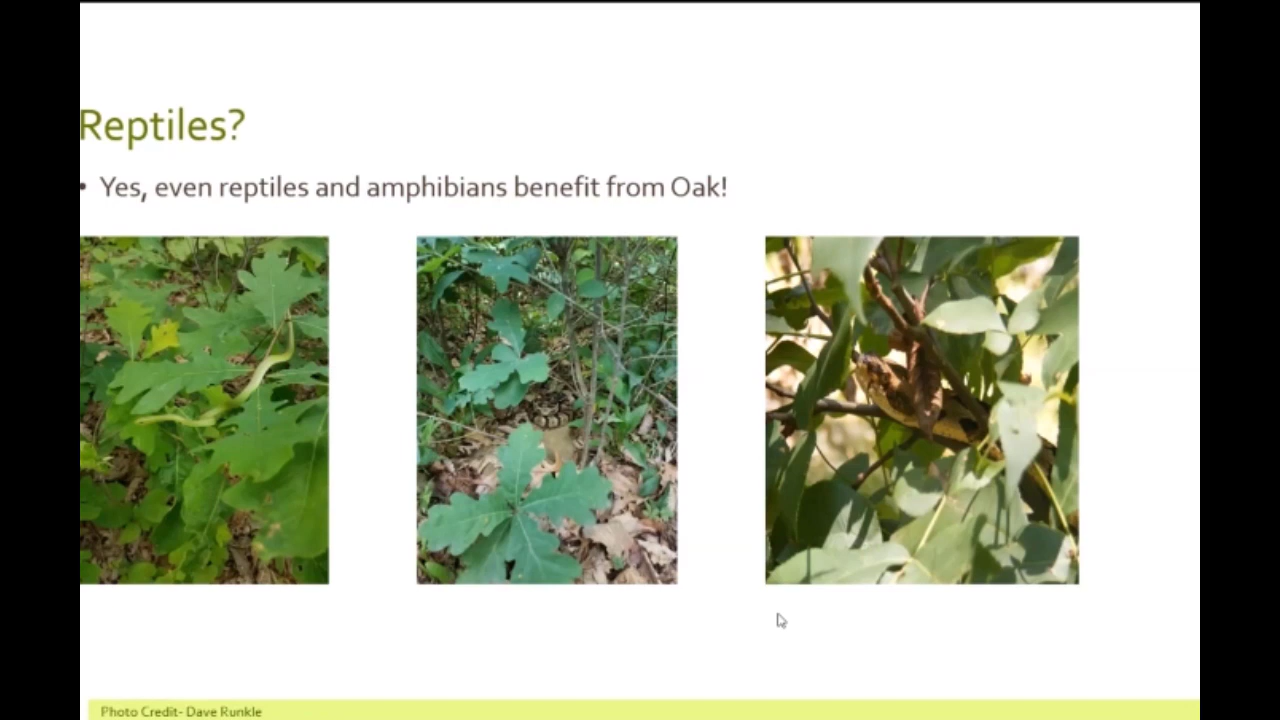 Reptiles?
• Yes, even reptiles and amphibians benefit from Oak!
Photo Credit- Dave Runkle